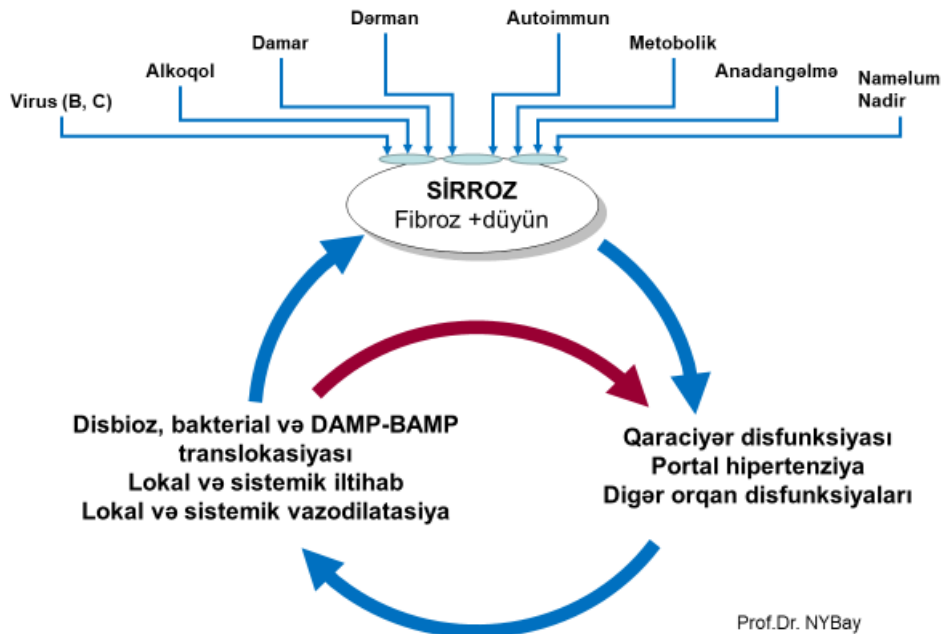 Dərman
Autoimmun
Damar
Metobolik
Alkoqol
Anadangəlmə
Naməlum
Nadir
Virus (B, C)
SİRROZ
Fibroz +düyün
Disbioz, bakterial və DAMP-BAMP
translokasiyası
Lokal və sistemik iltihab
Lokal və sistemik vazodilatasiya
Qaraciyər disfunksiyası
Portal hipertenziya
Digər orqan disfunksiyaları
Prof.Dr. NYBay